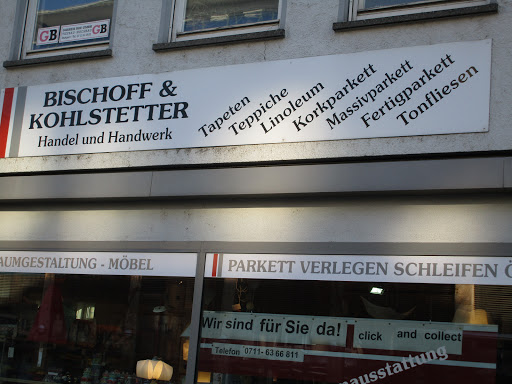 GB
GB
BISCHOFF &
KOHLSTETTER
Handel und Handwerk
Tapeten
Teppiche
Linoleum
Korkparkett
Massivparkett
Fertigparkett
Tonfliesen
AUMGESTALTUNG - MÖBEL
PARKETT VERLEGEN SCHLEIFEN Ö
Wir sind für Sie da! click and collect
Telefon 0711- 63 66 811
ausstattung